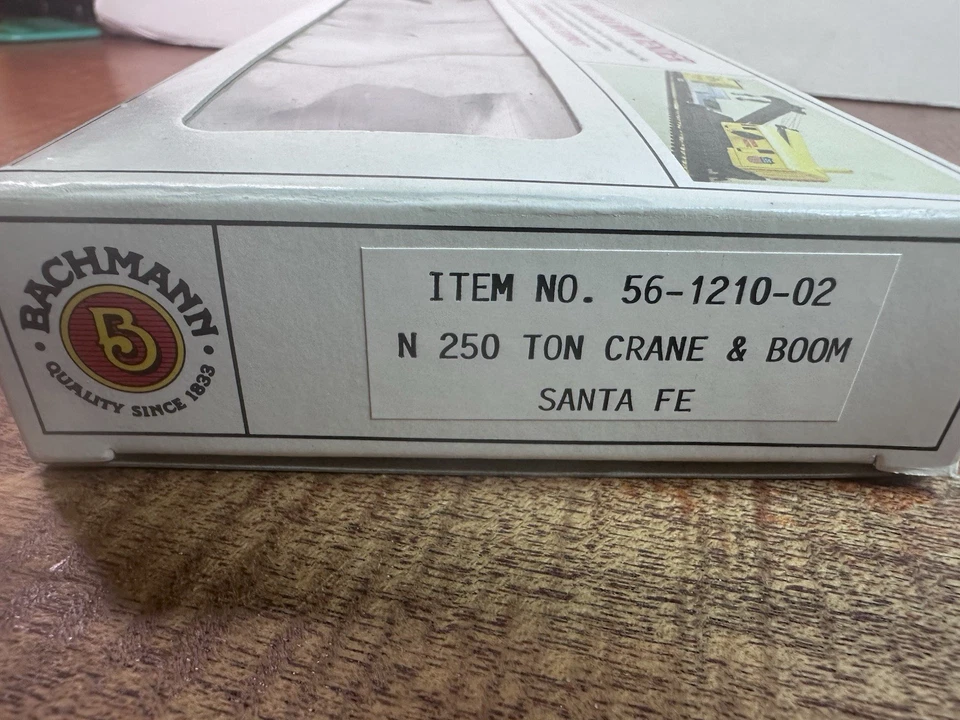 BACHMANN
QUALITY SINCE 1833
ITEM NO. 56-1210-02
N 250 TON CRANE & BOOM
SANTA FE